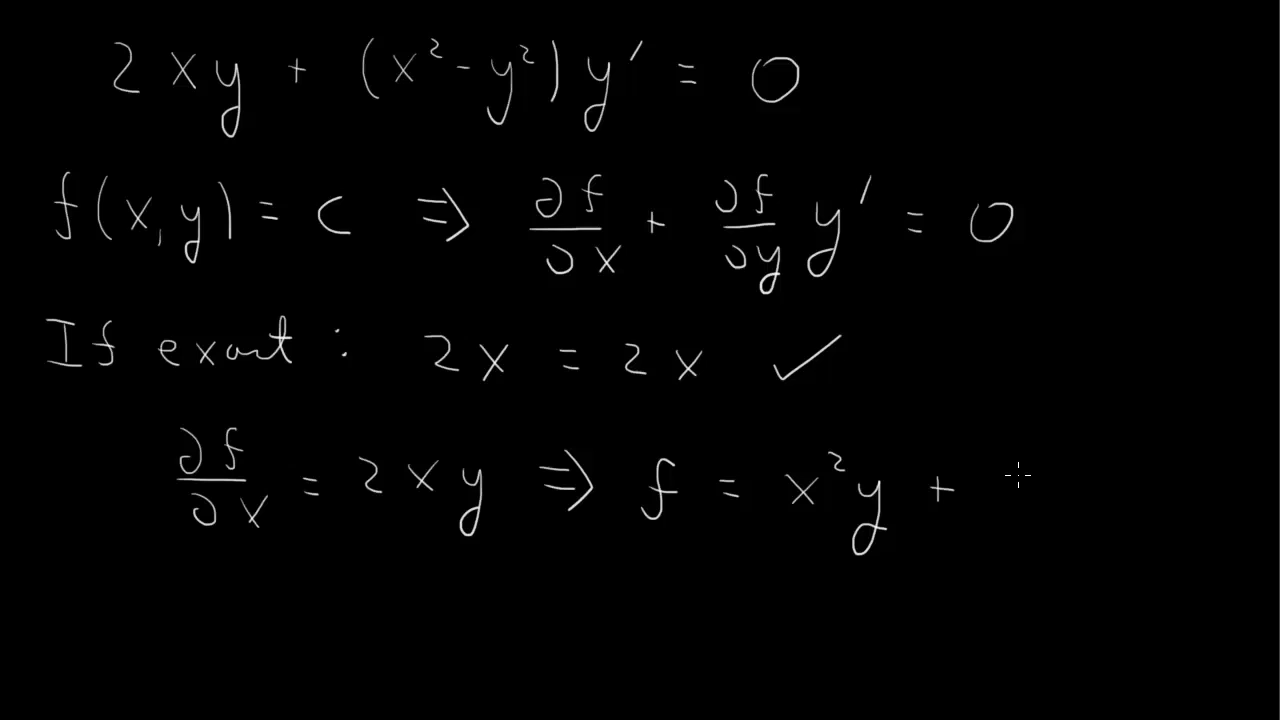 2xy + (x² - y²) y' = 0
f(x,y) = c ⇒ ∂f/∂x + ∂f/∂y y' = 0
If exact : 2x = 2x ✓
∂f/∂x = 2xy ⇒ f = x²y +